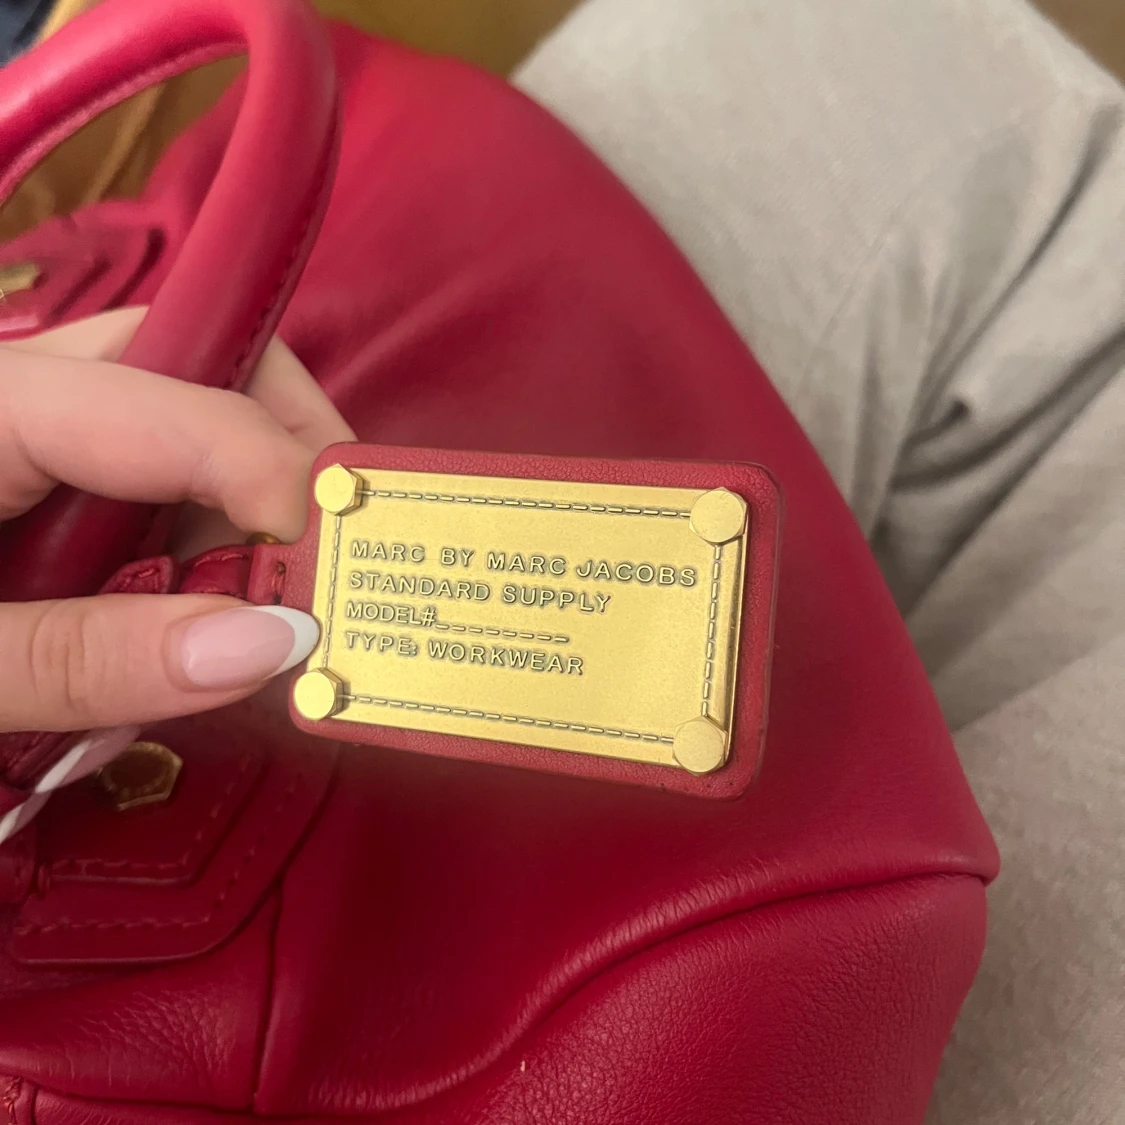 MARC BY MARC JACOBS
STANDARD SUPPLY
MODEL#________
TYPE: WORKWEAR